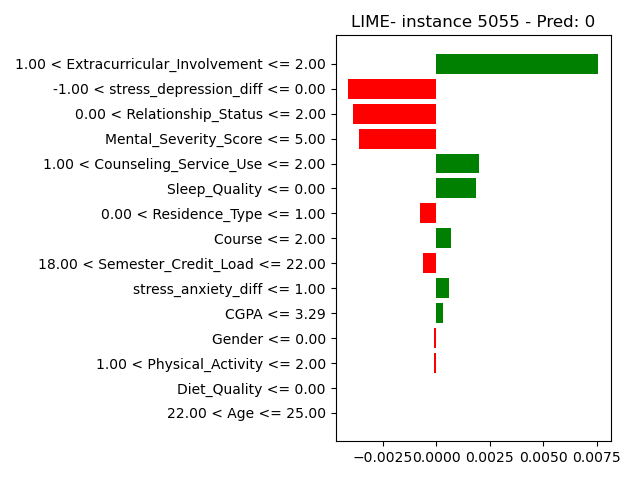 LIME- instance 5055 - Pred: 0
1.00 < Extracurricular_Involvement <= 2.00
-1.00 < stress_depression_diff <= 0.00
0.00 < Relationship_Status <= 2.00
Mental_Severity_Score <= 5.00
1.00 < Counseling_Service_Use <= 2.00
Sleep_Quality <= 0.00
0.00 < Residence_Type <= 1.00
Course <= 2.00
18.00 < Semester_Credit_Load <= 22.00
stress_anxiety_diff <= 1.00
CGPA <= 3.29
Gender <= 0.00
1.00 < Physical_Activity <= 2.00
Diet_Quality <= 0.00
22.00 < Age <= 25.00
−0.0025 0.0000 0.0025 0.0050 0.0075